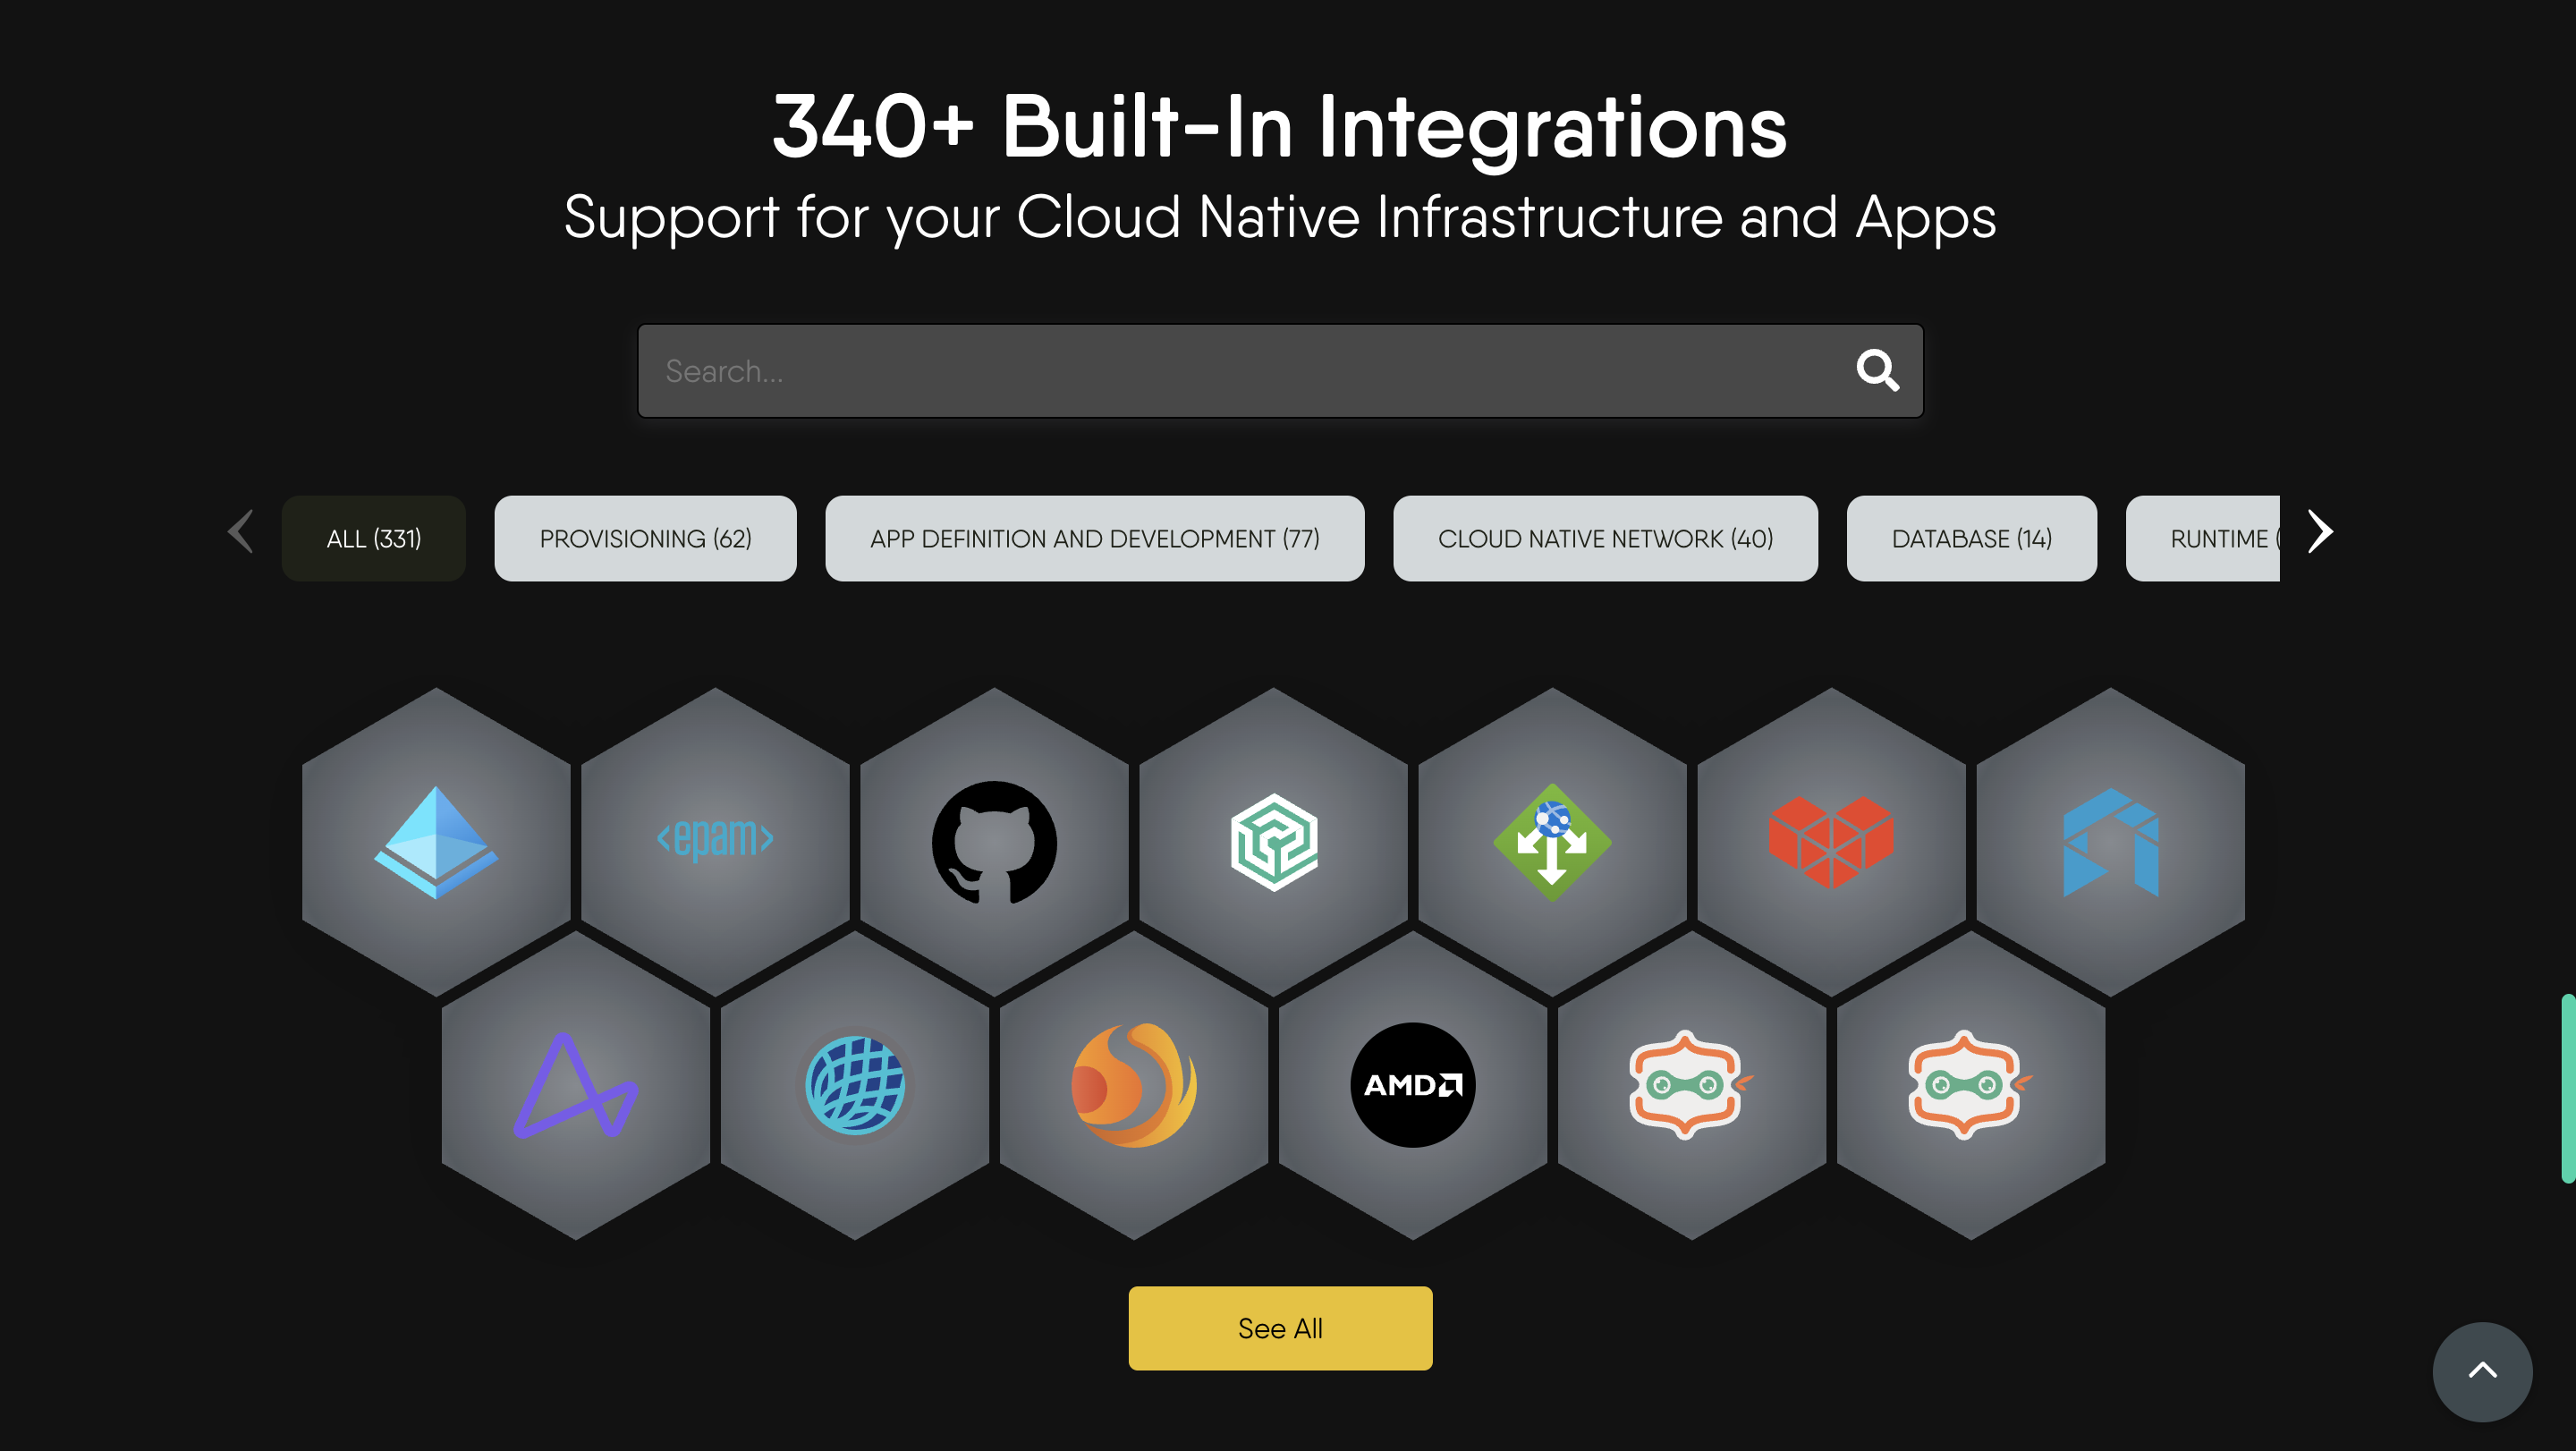 340+ Built-In Integrations
Support for your Cloud Native Infrastructure and Apps
Search...
ALL (331)
PROVISIONING (62)
APP DEFINITION AND DEVELOPMENT (77)
CLOUD NATIVE NETWORK (40)
DATABASE (14)
RUNTIME (
<epam>
AMD
See All